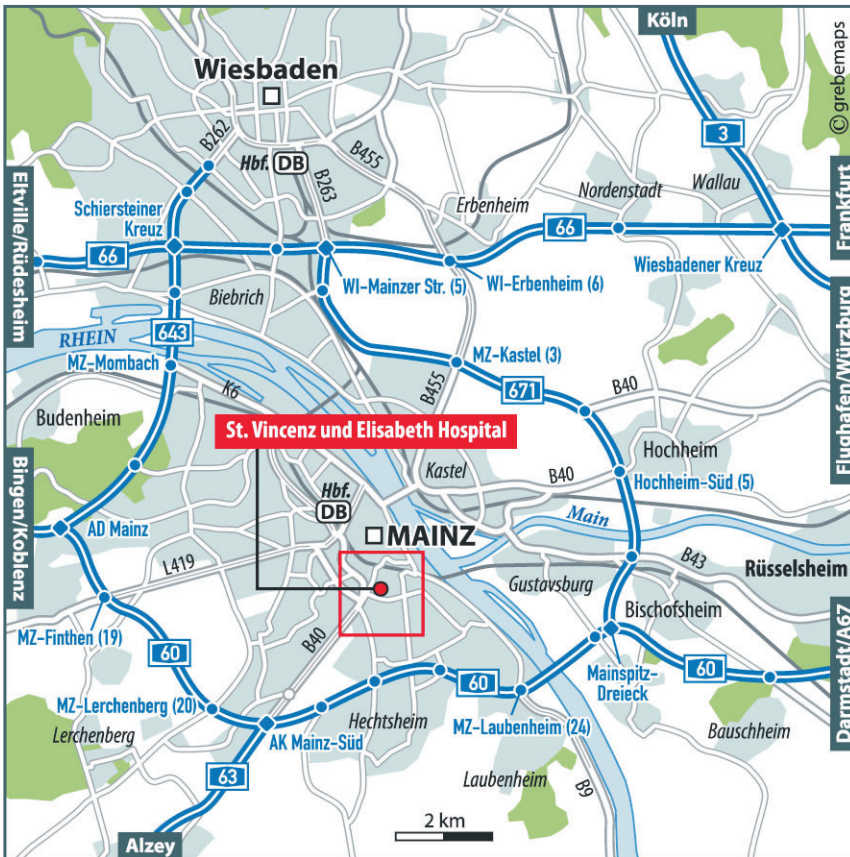 Köln
© grebemaps
Wiesbaden
B262
3
Hbf. DB
B455
B263
Nordenstadt
Wallau
Eltville/Rüdesheim
Schiersteiner
Kreuz
Erbenheim
Frankfurt
66
66
Wiesbadener Kreuz
WI-Mainzer Str. (5)
WI-Erbenheim (6)
Biebrich
Flughafen/Würzburg
RHEIN
643
MZ-Mombach
MZ-Kastel (3)
K6
B455
671
B40
Budenheim
St. Vincenz und Elisabeth Hospital
Hochheim
Kastel
B40
Hochheim-Süd (5)
Bingen/Koblenz
Hbf.
DB
AD Mainz
MAINZ
Main
L419
B43
Rüsselsheim
Gustavsburg
Bischofsheim
MZ-Finthen (19)
B40
60
Mainspitz-
Dreieck
60
Darmstadt/A67
MZ-Lerchenberg (20)
60
Lerchenberg
Hechtsheim
MZ-Laubenheim (24)
Bauschheim
AK Mainz-Süd
63
Laubenheim
B9
2 km
Alzey